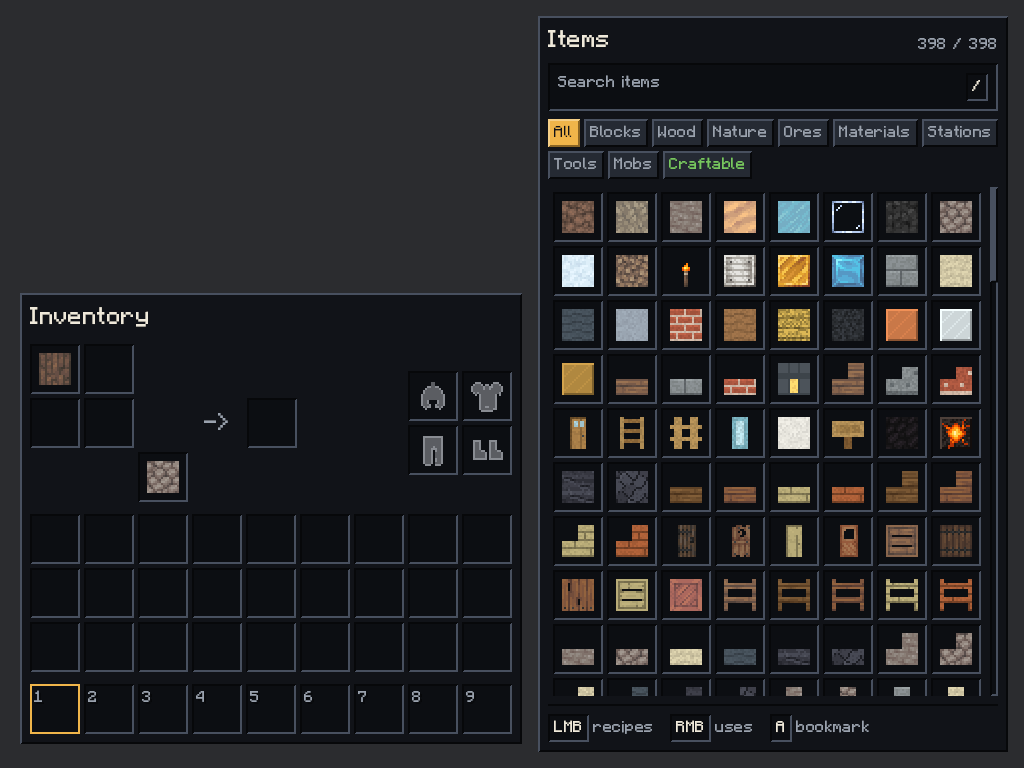 Items
398 / 398
Search items
/
All Blocks Wood Nature Ores Materials Stations
Tools Mobs Craftable
Inventory
1 2 3 4 5 6 7 8 9
LMB recipes RMB uses A bookmark